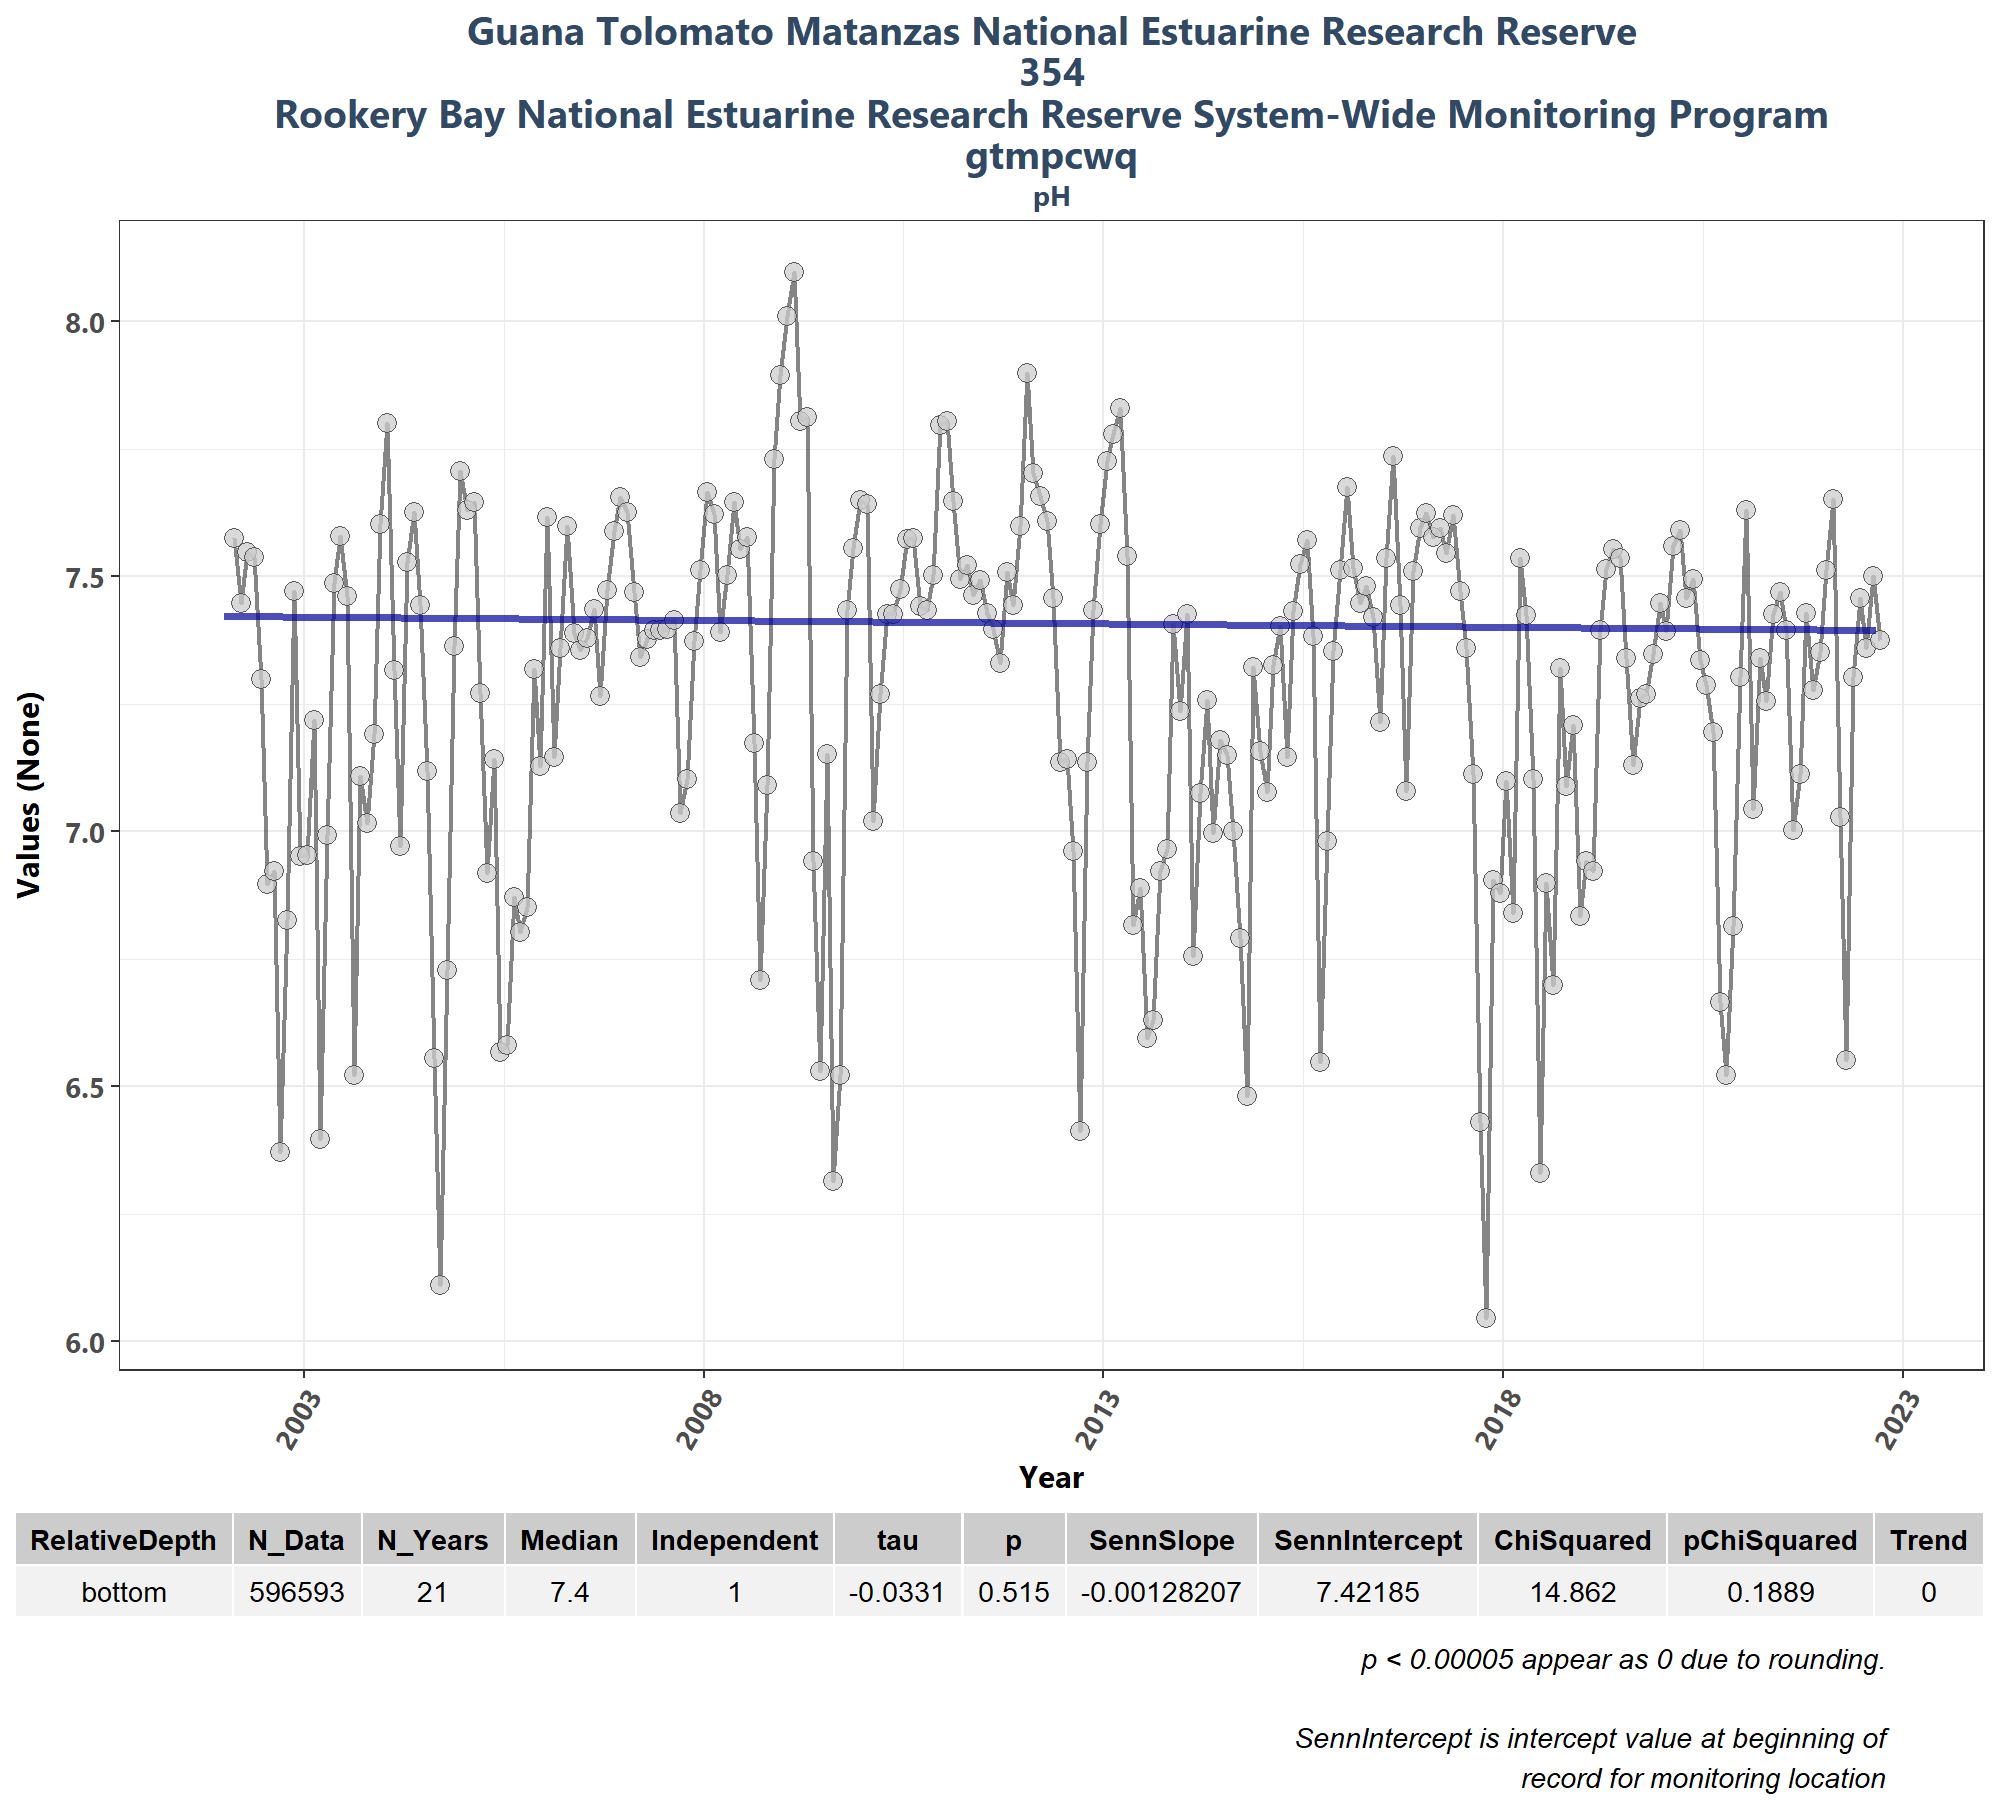 Guana Tolomato Matanzas National Estuarine Research Reserve
354
Rookery Bay National Estuarine Research Reserve System-Wide Monitoring Program
gtmpcwq
pH
Values (None)
8.0
7.5
7.0
6.5
6.0
2003 2008 2013 2018 2023
Year
RelativeDepth N_Data N_Years Median Independent tau p SennSlope SennIntercept ChiSquared pChiSquared Trend
bottom 596593 21 7.4 1 -0.0331 0.515 -0.00128207 7.42185 14.862 0.1889 0
p < 0.00005 appear as 0 due to rounding.
SennIntercept is intercept value at beginning of
record for monitoring location